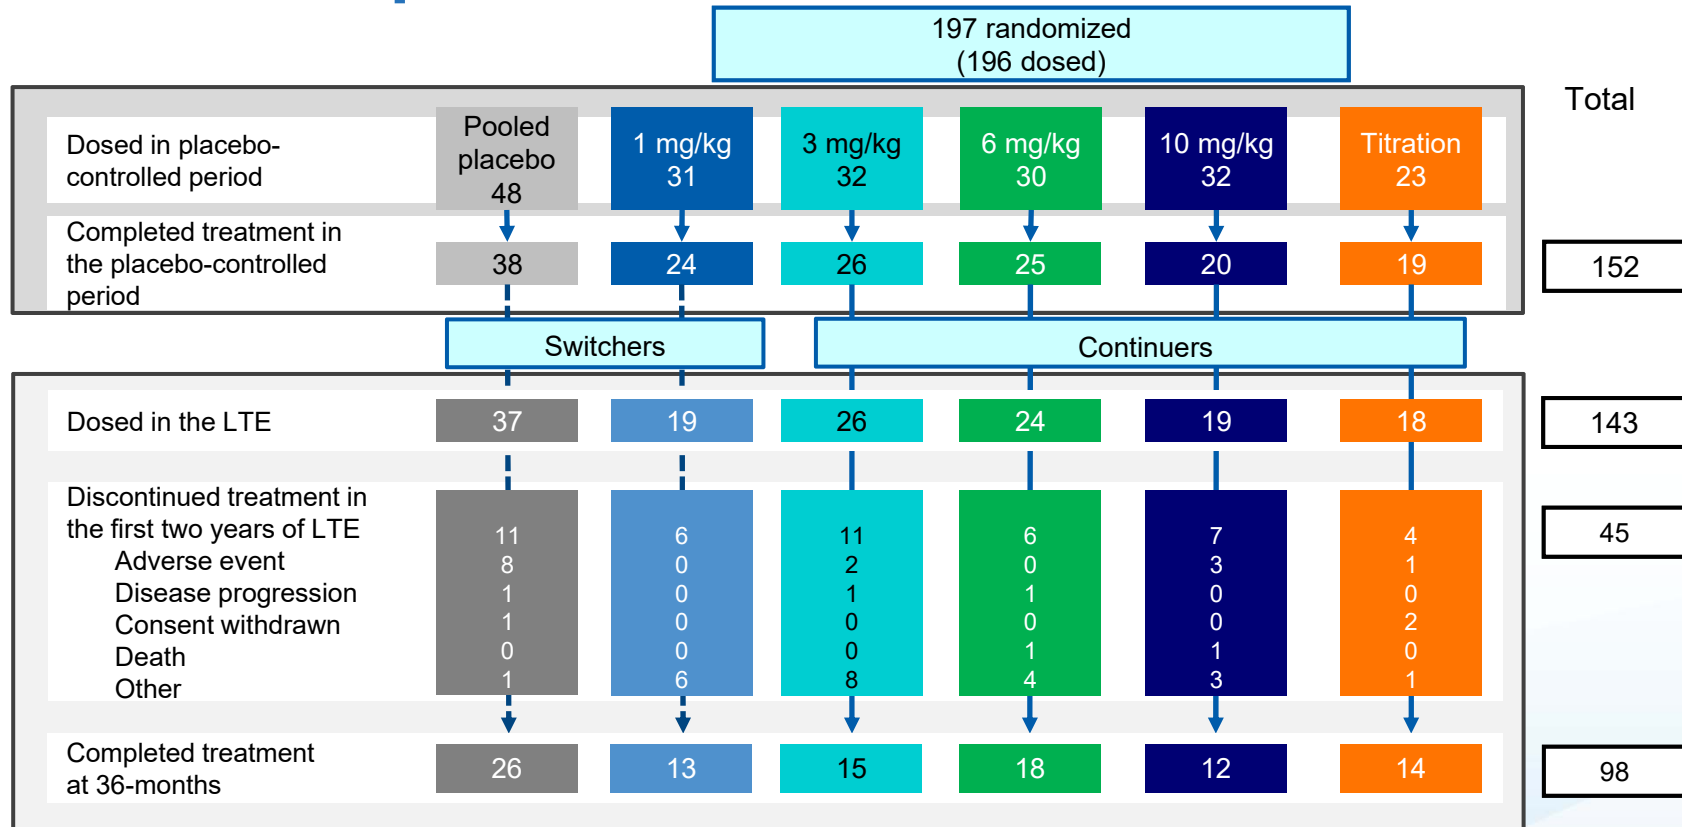 197 randomized
(196 dosed)
Total
Dosed in placebo-
controlled period
Pooled
placebo
48
1 mg/kg
31
3 mg/kg
32
6 mg/kg
30
10 mg/kg
32
Titration
23
Completed treatment in
the placebo-controlled
period
38
24
26
25
20
19
152
Switchers
Continuers
Dosed in the LTE
37
19
26
24
19
18
143
Discontinued treatment in
the first two years of LTE
11
6
11
6
7
4
45
Adverse event
8
0
2
0
3
1
Disease progression
1
0
1
1
0
0
Consent withdrawn
1
0
0
0
0
2
Death
0
0
0
1
1
0
Other
1
6
8
4
3
1
Completed treatment
at 36-months
26
13
15
18
12
14
98